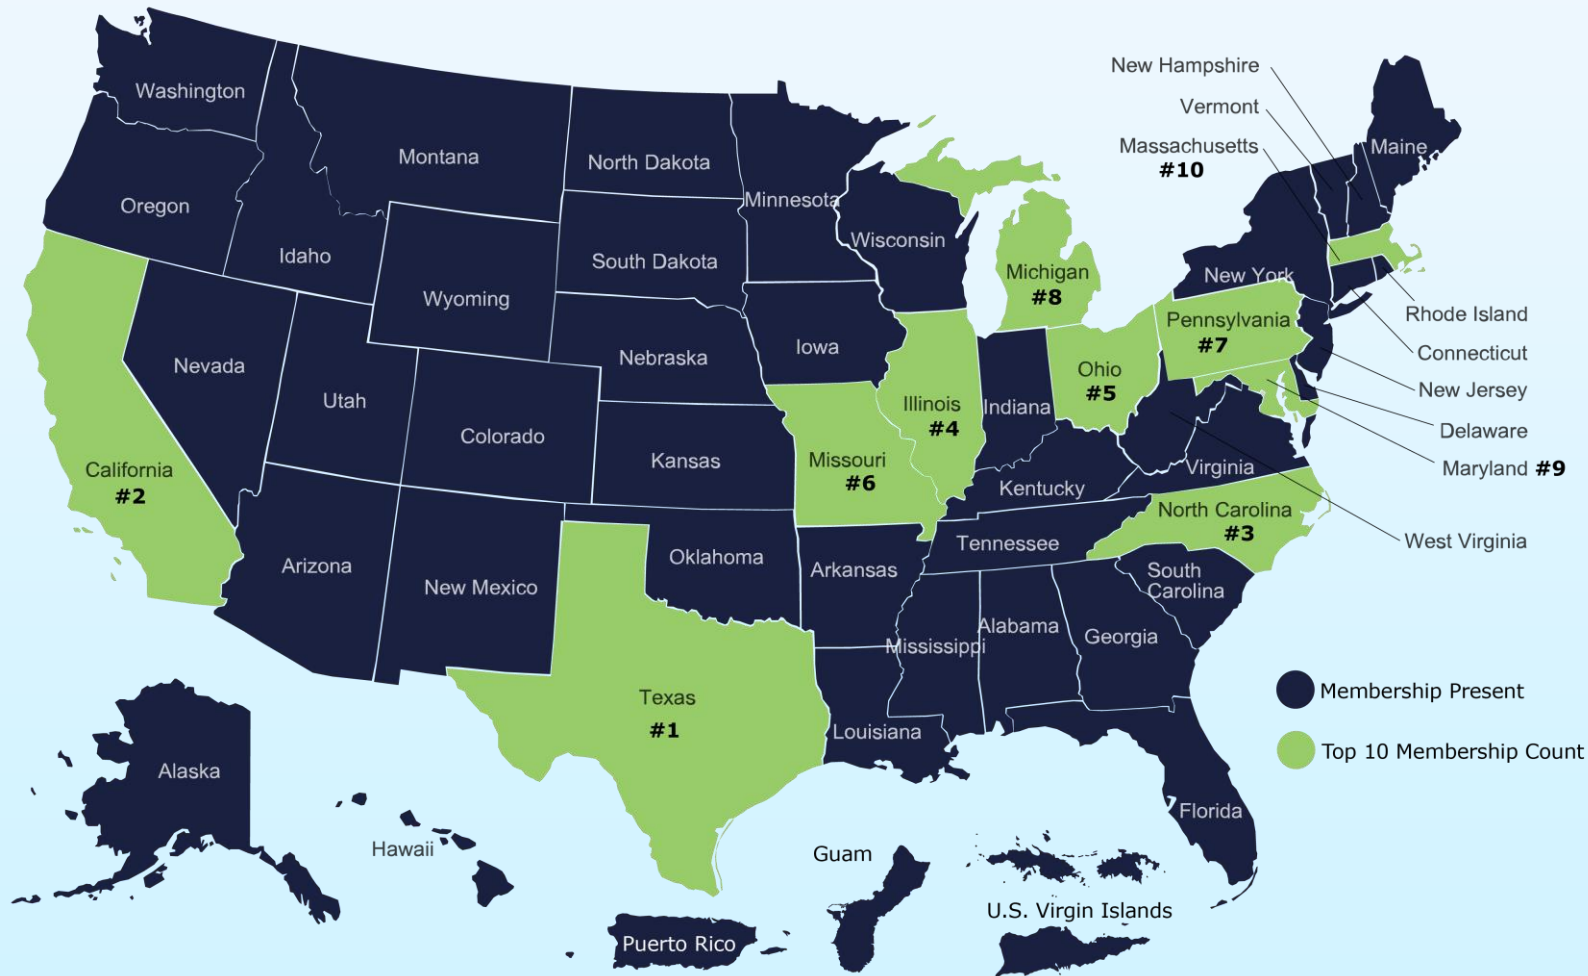 New Hampshire
Washington
Vermont
Massachusetts
#10
Maine
Montana
North Dakota
Minnesota
Oregon
Wisconsin
Idaho
South Dakota
Michigan
#8
New York
Wyoming
Rhode Island
Pennsylvania
#7
Connecticut
Nevada
Nebraska
Iowa
Ohio
#5
New Jersey
Utah
Illinois
#4
Indiana
Delaware
Colorado
California
#2
Kansas
Missouri
#6
Virginia
Maryland #9
Kentucky
North Carolina
#3
West Virginia
Tennessee
Arizona
New Mexico
Oklahoma
Arkansas
South
Carolina
Mississippi
Alabama
Georgia
Texas
#1
Louisiana
Membership Present
Top 10 Membership Count
Alaska
Florida
Hawaii
Guam
U.S. Virgin Islands
Puerto Rico